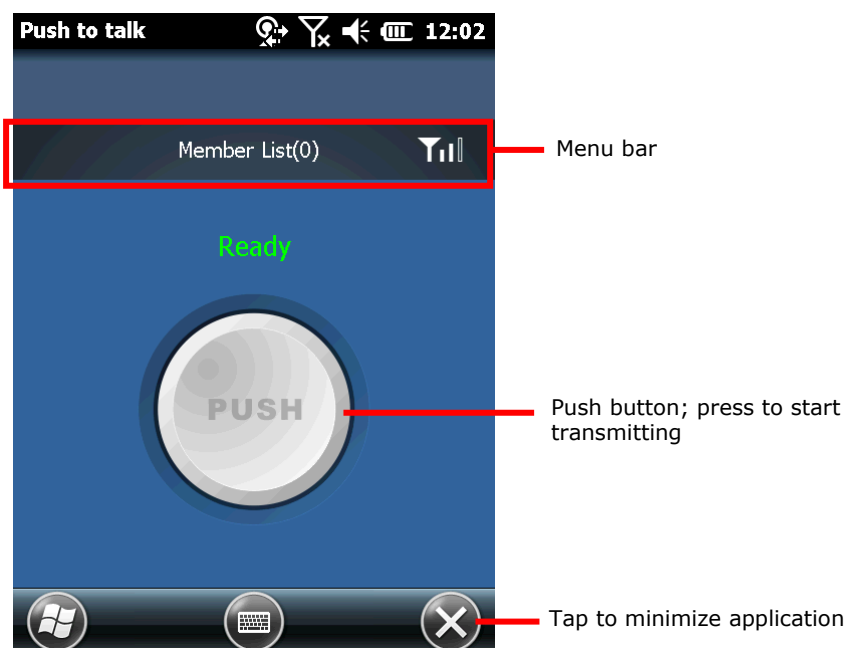 Push to talk 12:02
Member List(0)
Menu bar
Ready
PUSH
Push button; press to start
transmitting
Tap to minimize application